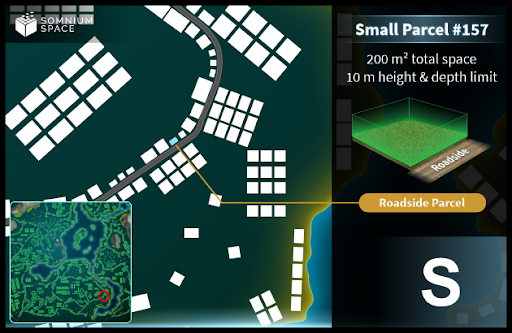 SOMNIUM
SPACE
Small Parcel #157
200 m² total space
10 m height & depth limit
Roadside
Roadside Parcel
S